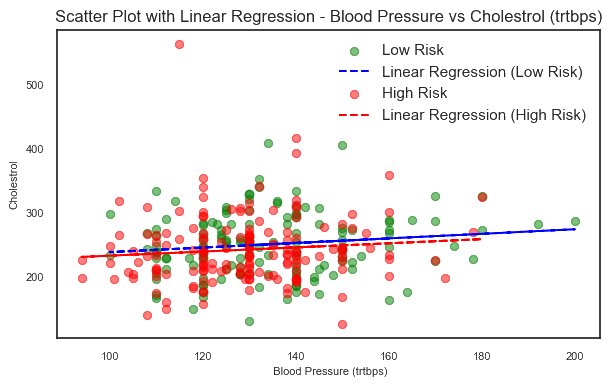 Scatter Plot with Linear Regression - Blood Pressure vs Cholestrol (trtbps)
Low Risk
Linear Regression (Low Risk)
High Risk
Linear Regression (High Risk)
Cholestrol
500
400
300
200
100
120
140
160
180
200
Blood Pressure (trtbps)